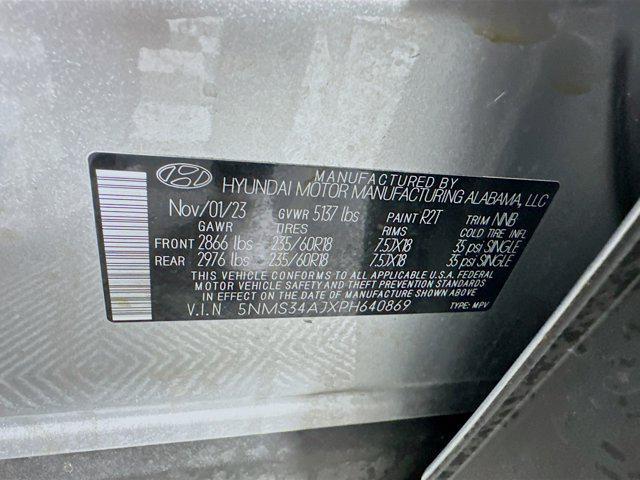 MANUFACTURED BY
HYUNDAI MOTOR MANUFACTURING ALABAMA, LLC
Nov/01/23 GVWR 5137 lbs PAINT R2T TRIM NNB
GAWR TIRES RIMS COLD TIRE INFL
FRONT 2866 lbs - 235/60R18 7.5JX18 35 psi SINGLE
REAR 2976 lbs - 235/60R18 7.5JX18 35 psi SINGLE
THIS VEHICLE CONFORMS TO ALL APPLICABLE U.S.A. FEDERAL
MOTOR VEHICLE SAFETY AND THEFT PREVENTION STANDARDS
IN EFFECT ON THE DATE OF MANUFACTURE SHOWN ABOVE.
V.I.N 5NMS34AJXPH640869 TYPE: MPV